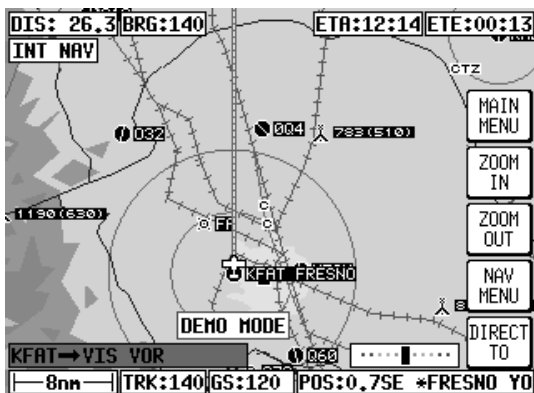 DIS: 26.3 BRG:140 ETA:12:14 ETE:00:13
INT NAV
CTZ
MAIN MENU
O32 0Q4 783(510)
ZOOM IN
1190(630)
C
C
ZOOM OUT
KFAT FRESNO
NAV MENU
DEMO MODE
DIRECT TO
KFAT→VIS VOR
Q60
8nm TRK:140 GS:120 POS:0.7SE *FRESNO YO